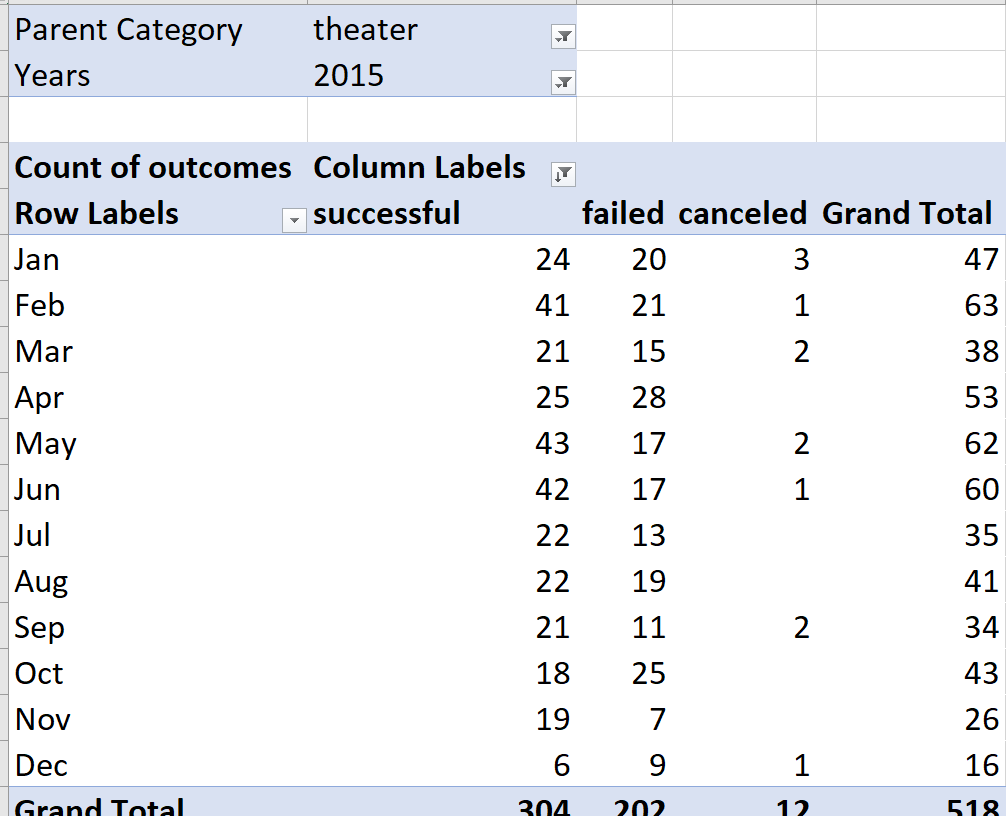 Parent Category theater
Years 2015
Count of outcomes Column Labels
Row Labels successful failed canceled Grand Total
Jan 24 20 3 47
Feb 41 21 1 63
Mar 21 15 2 38
Apr 25 28 53
May 43 17 2 62
Jun 42 17 1 60
Jul 22 13 35
Aug 22 19 41
Sep 21 11 2 34
Oct 18 25 43
Nov 19 7 26
Dec 6 9 1 16
Grand Total 304 202 12 518